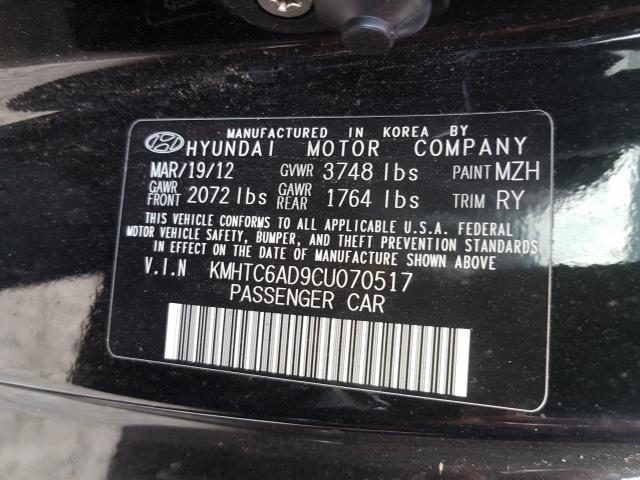 MANUFACTURED IN KOREA BY
HYUNDAI MOTOR COMPANY
MAR/19/12 GVWR 3748 lbs PAINT MZH
GAWR FRONT 2072 lbs GAWR REAR 1764 lbs TRIM RY
THIS VEHICLE CONFORMS TO ALL APPLICABLE U.S.A. FEDERAL
MOTOR VEHICLE SAFETY, BUMPER, AND THEFT PREVENTION STANDARDS
IN EFFECT ON THE DATE OF MANUFACTURE SHOWN ABOVE.
V.I.N KMHTC6AD9CU070517
PASSENGER CAR